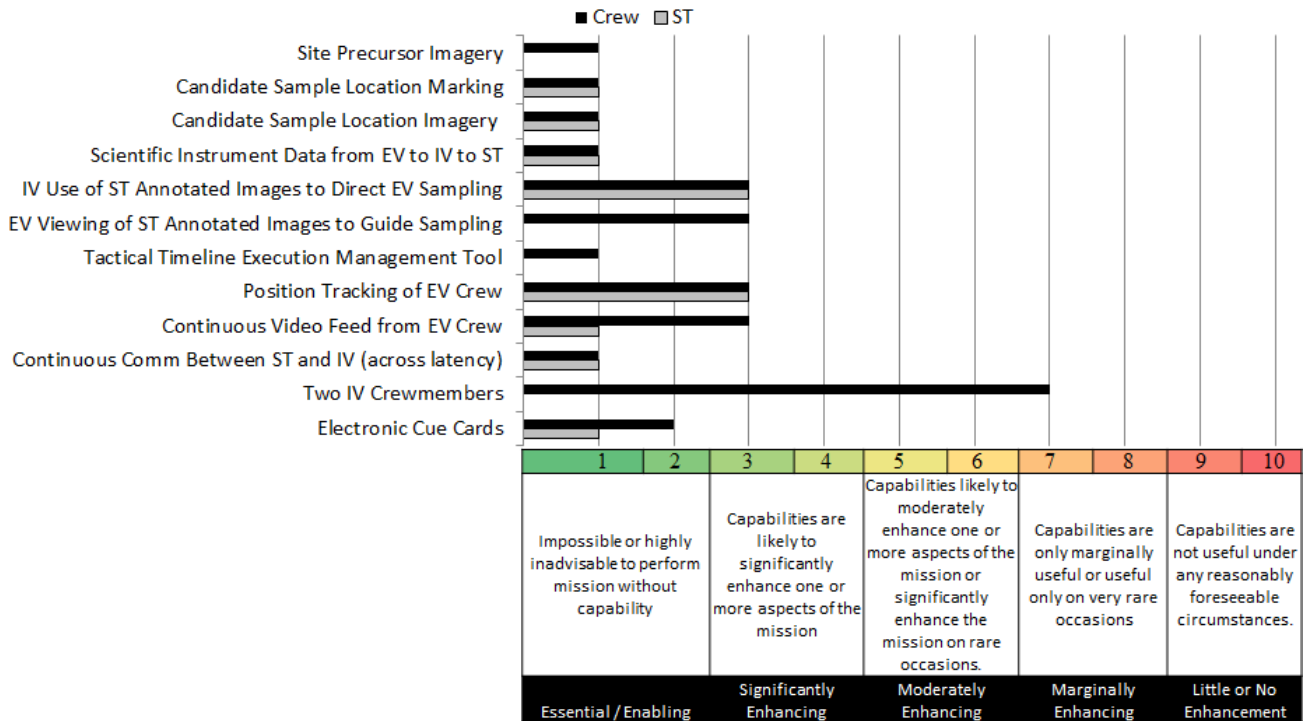 Crew ST
Site Precursor Imagery
Candidate Sample Location Marking
Candidate Sample Location Imagery
Scientific Instrument Data from EV to IV to ST
IV Use of ST Annotated Images to Direct EV Sampling
EV Viewing of ST Annotated Images to Guide Sampling
Tactical Timeline Execution Management Tool
Position Tracking of EV Crew
Continuous Video Feed from EV Crew
Continuous Comm Between ST and IV (across latency)
Two IV Crewmembers
Electronic Cue Cards
1 2 3 4 5 6 7 8 9 10
Impossible or highly
inadvisable to perform
mission without
capability
Capabilities are
likely to
significantly
enhance one or
more aspects of the
mission
Capabilities likely to
moderately
enhance one or
more aspects of the
mission or
significantly
enhance the
mission on rare
occasions.
Capabilities are
only marginally
useful or useful
only on very rare
occasions
Capabilities are
not useful under
any reasonably
foreseeable
circumstances.
Essential / Enabling
Significantly
Enhancing
Moderately
Enhancing
Marginally
Enhancing
Little or No
Enhancement